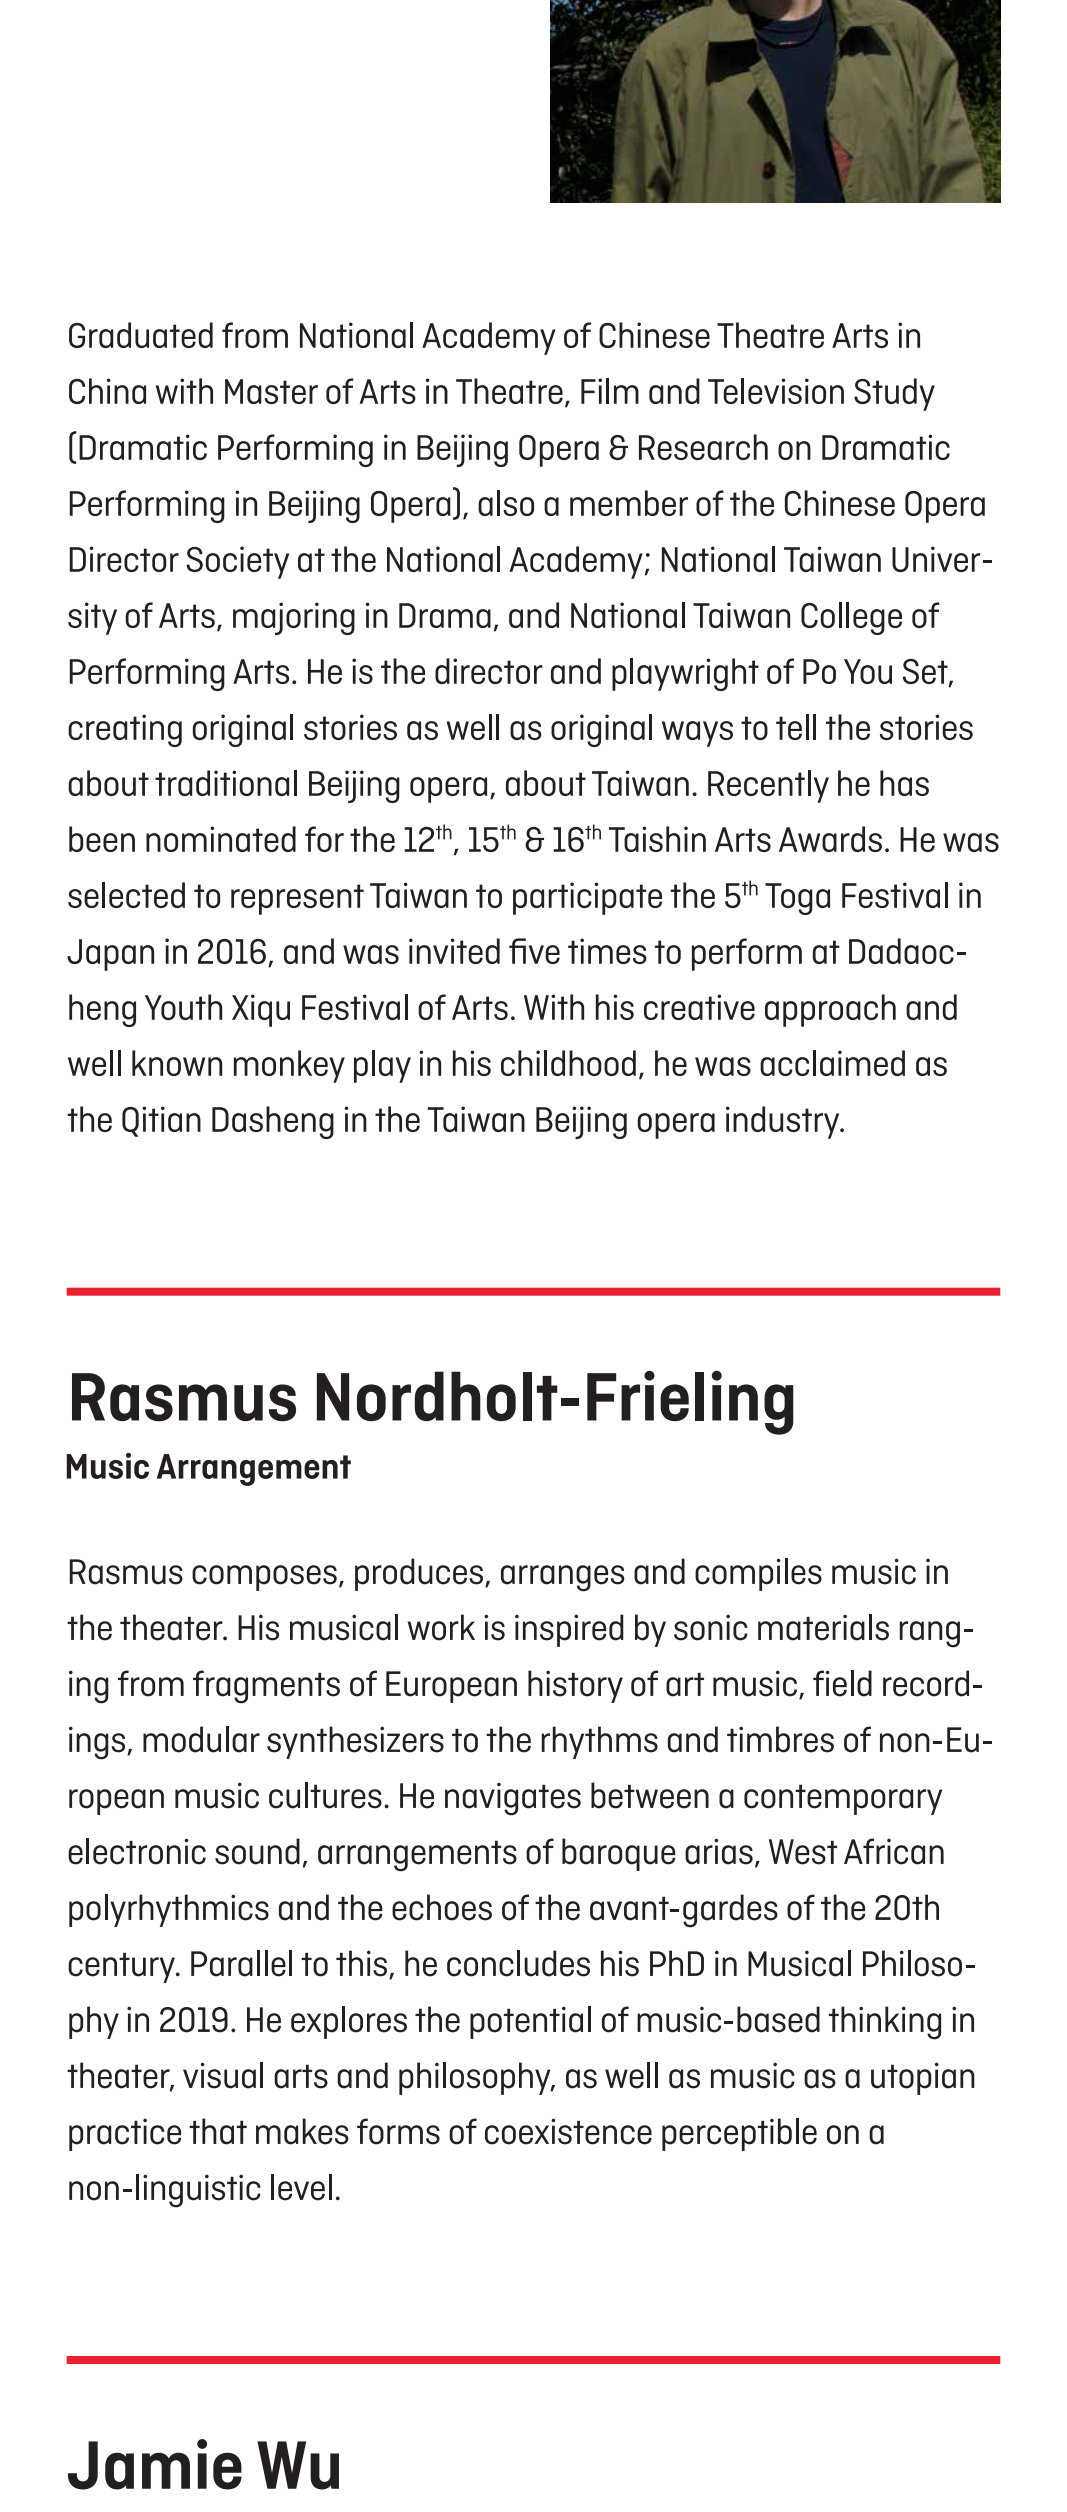 Graduated from National Academy of Chinese Theatre Arts in
China with Master of Arts in Theatre, Film and Television Study
(Dramatic Performing in Beijing Opera & Research on Dramatic
Performing in Beijing Opera), also a member of the Chinese Opera
Director Society at the National Academy; National Taiwan Univer-
sity of Arts, majoring in Drama, and National Taiwan College of
Performing Arts. He is the director and playwright of Po You Set,
creating original stories as well as original ways to tell the stories
about traditional Beijing opera, about Taiwan. Recently he has
been nominated for the 12th, 15th & 16th Taishin Arts Awards. He was
selected to represent Taiwan to participate the 5th Toga Festival in
Japan in 2016, and was invited five times to perform at Dadaoc-
heng Youth Xiqu Festival of Arts. With his creative approach and
well known monkey play in his childhood, he was acclaimed as
the Qitian Dasheng in the Taiwan Beijing opera industry.
Rasmus Nordholt-Frieling
Music Arrangement
Rasmus composes, produces, arranges and compiles music in
the theater. His musical work is inspired by sonic materials rang-
ing from fragments of European history of art music, field record-
ings, modular synthesizers to the rhythms and timbres of non-Eu-
ropean music cultures. He navigates between a contemporary
electronic sound, arrangements of baroque arias, West African
polyrhythmics and the echoes of the avant-gardes of the 20th
century. Parallel to this, he concludes his PhD in Musical Philoso-
phy in 2019. He explores the potential of music-based thinking in
theater, visual arts and philosophy, as well as music as a utopian
practice that makes forms of coexistence perceptible on a
non-linguistic level.
Jamie Wu